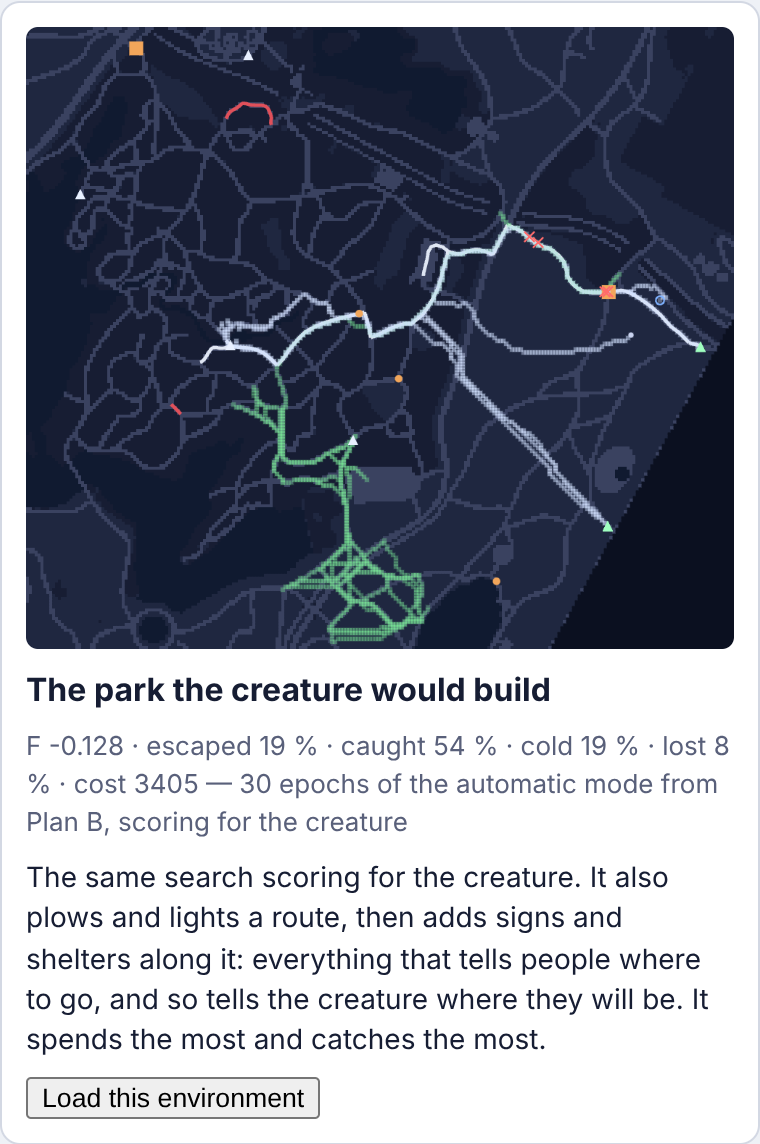 The park the creature would build
F -0.128 · escaped 19 % · caught 54 % · cold 19 % · lost 8
% · cost 3405 — 30 epochs of the automatic mode from
Plan B, scoring for the creature
The same search scoring for the creature. It also
plows and lights a route, then adds signs and
shelters along it: everything that tells people where
to go, and so tells the creature where they will be. It
spends the most and catches the most.
Load this environment